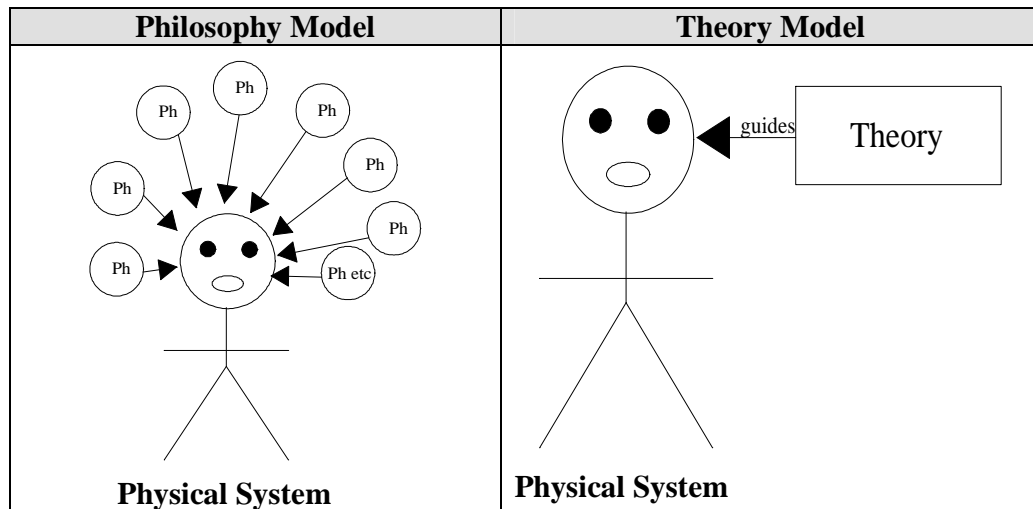 Philosophy Model
Theory Model
Ph
Ph
Ph
Ph
Ph
Ph
Ph
Ph etc
Physical System
guides
Theory
Physical System